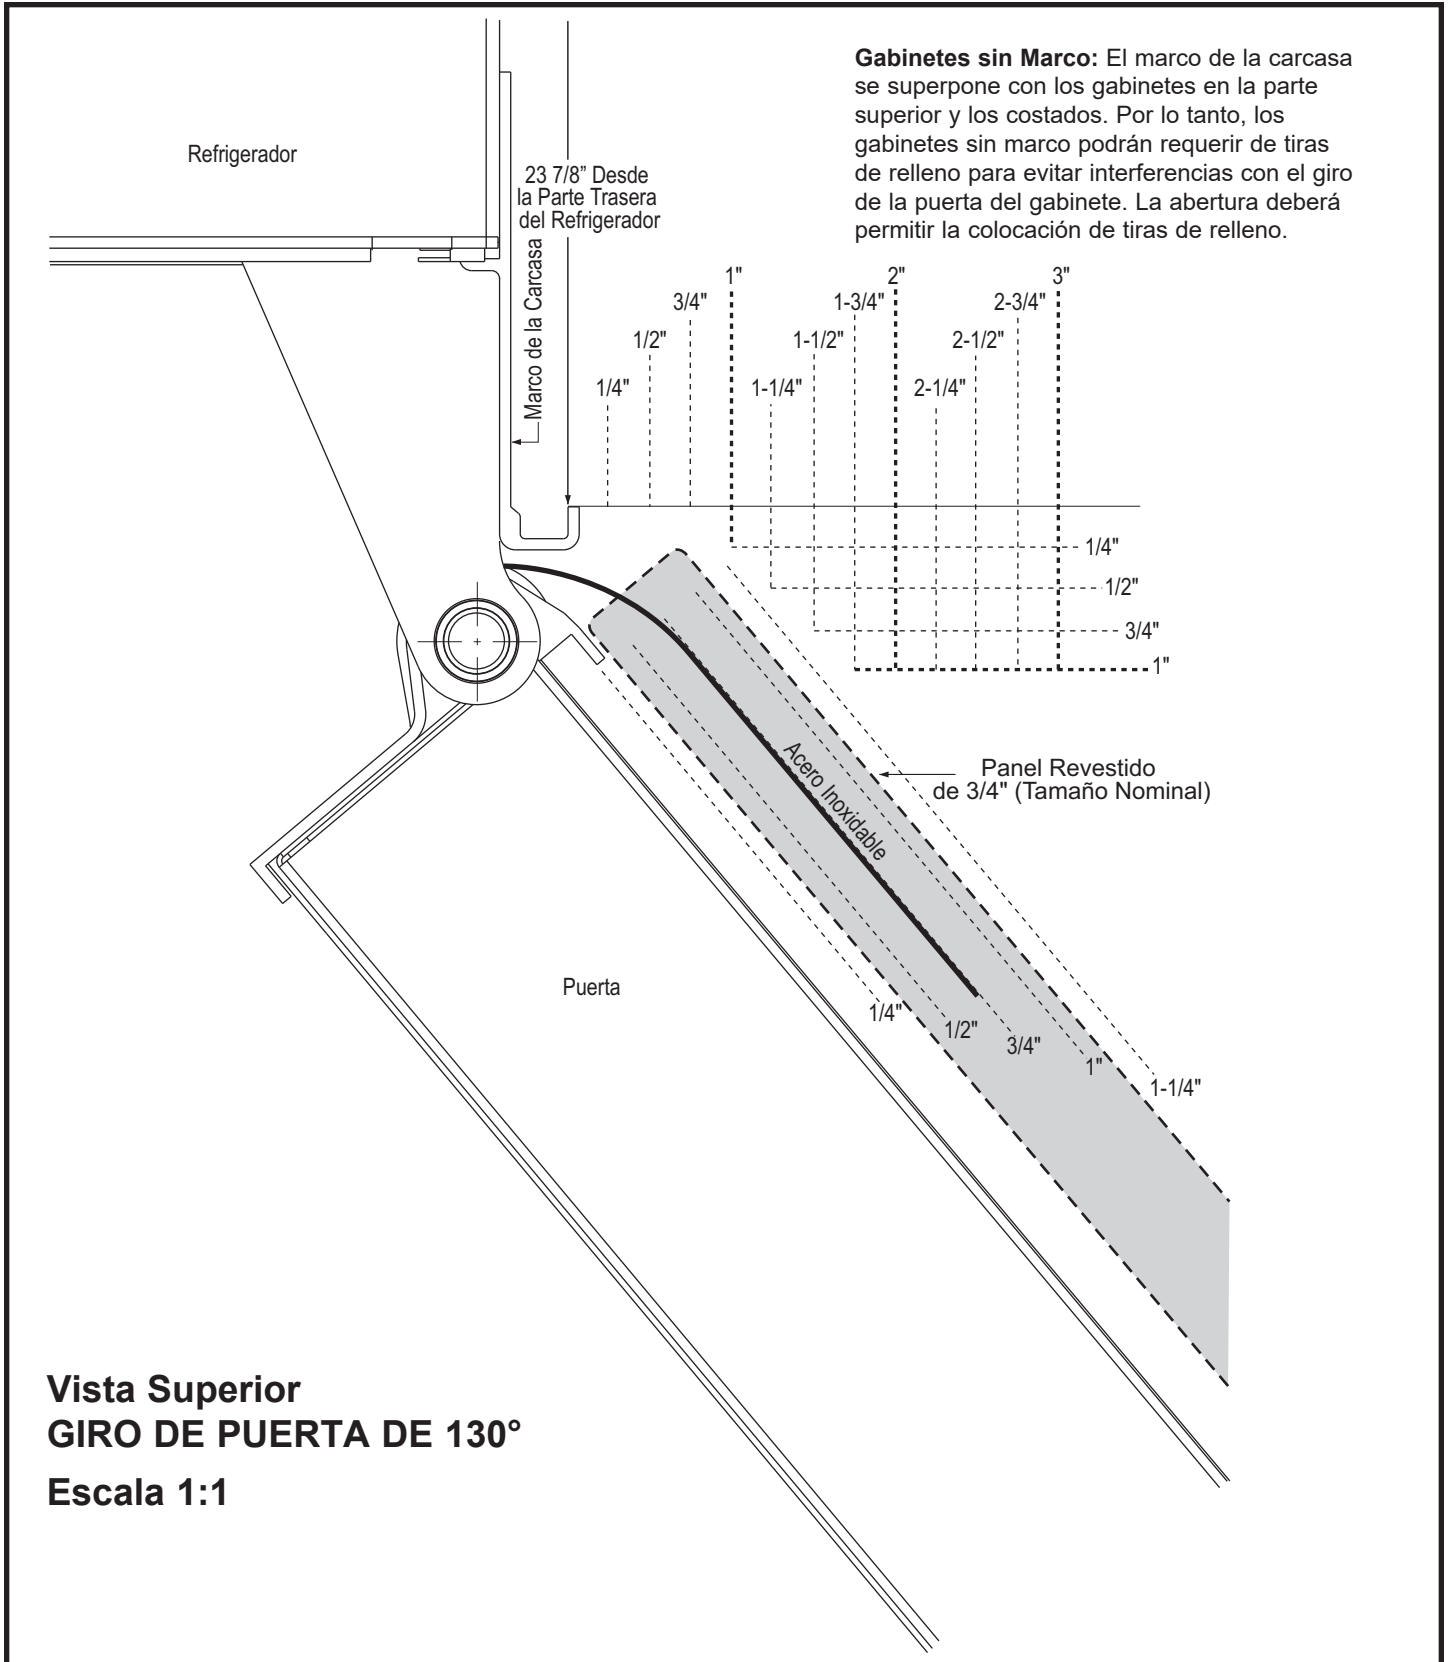 Gabinetes sin Marco: El marco de la carcasa
se superpone con los gabinetes en la parte
superior y los costados. Por lo tanto, los
gabinetes sin marco podrán requerir de tiras
de relleno para evitar interferencias con el giro
de la puerta del gabinete. La abertura deberá
permitir la colocación de tiras de relleno.
Refrigerador
23 7/8” Desde
la Parte Trasera
del Refrigerador
Marco de la Carcasa
1/4"
1/2"
3/4"
1"
1-1/4"
1-1/2"
1-3/4"
2"
2-1/4"
2-1/2"
2-3/4"
3"
1/4"
1/2"
3/4"
1"
Panel Revestido
de 3/4" (Tamaño Nominal)
Acero Inoxidable
Puerta
1/4"
1/2"
3/4"
1"
1-1/4"
Vista Superior
GIRO DE PUERTA DE 130°
Escala 1:1